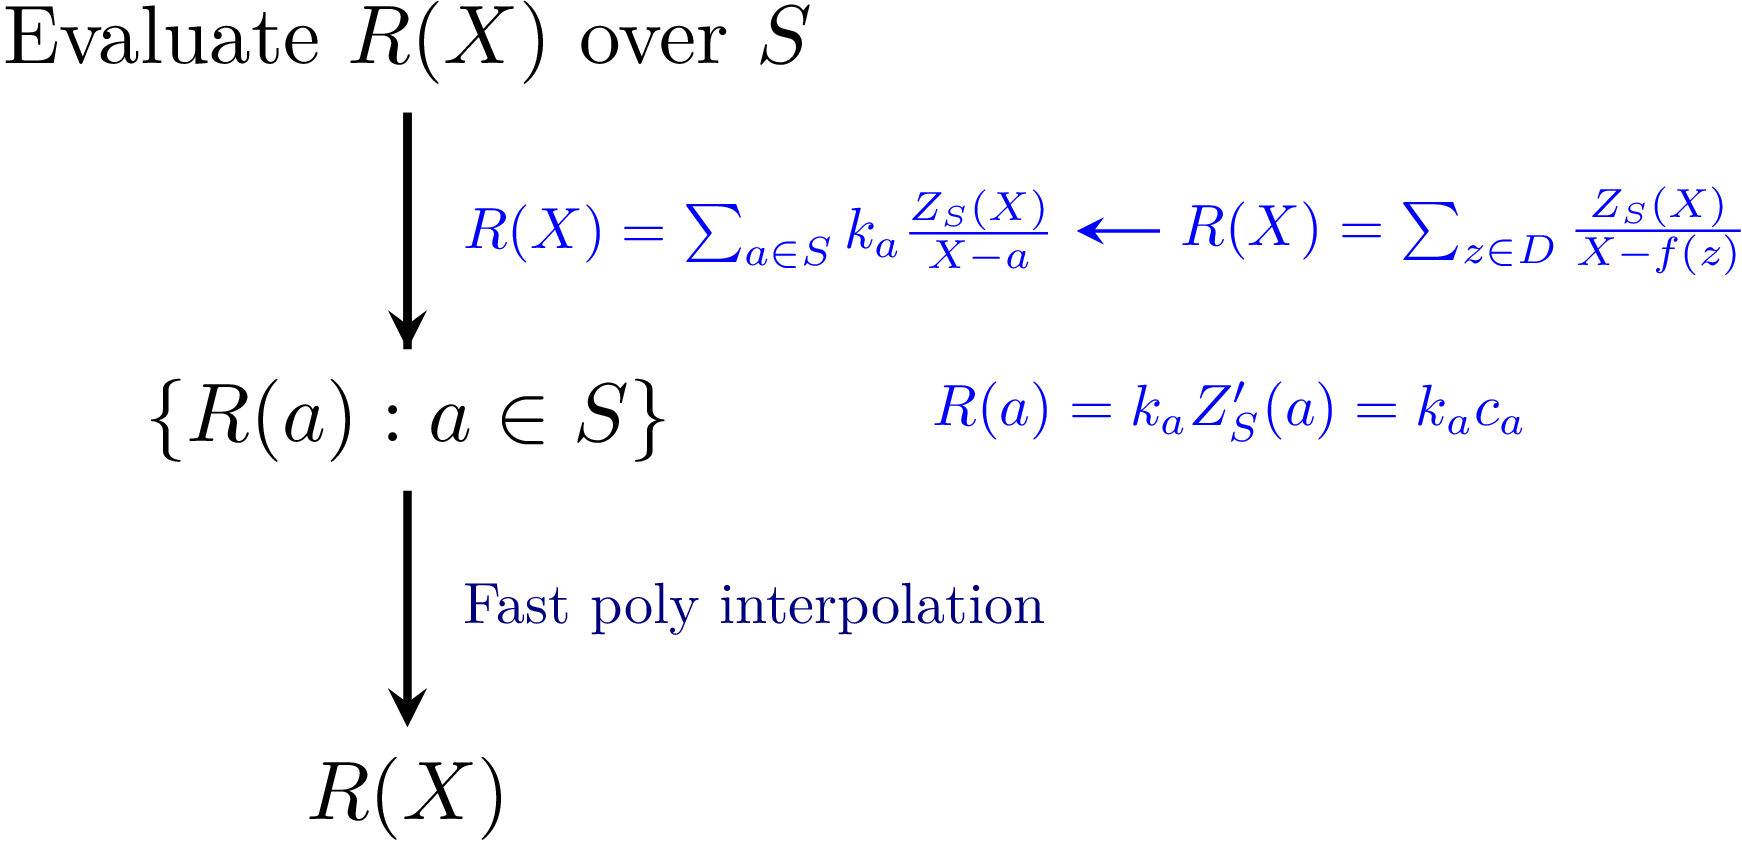 Evaluate $R(X)$ over $S$
$R(X) = \sum_{a \in S} k_a \frac{Z_S(X)}{X-a} \longleftarrow R(X) = \sum_{z \in D} \frac{Z_S(X)}{X-f(z)}$
$\{R(a) : a \in S\}$
$R(a) = k_a Z'_S(a) = k_a c_a$
Fast poly interpolation
$R(X)$